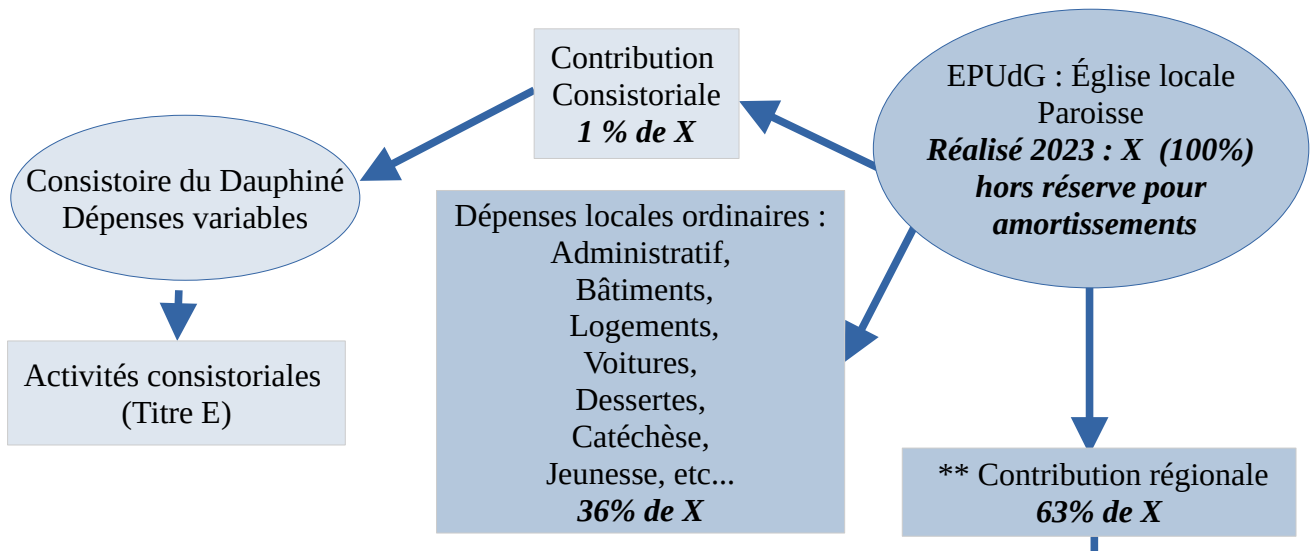 Contribution
Consistoriale
1 % de X
EPUdG : Église locale
Paroisse
Réalisé 2023 : X (100%)
hors réserve pour
amortissements
Consistoire du Dauphiné
Dépenses variables
Dépenses locales ordinaires :
Administratif,
Bâtiments,
Logements,
Voitures,
Dessertes,
Catéchèse,
Jeunesse, etc...
36% de X
Activités consistoriales
(Titre E)
** Contribution régionale
63% de X